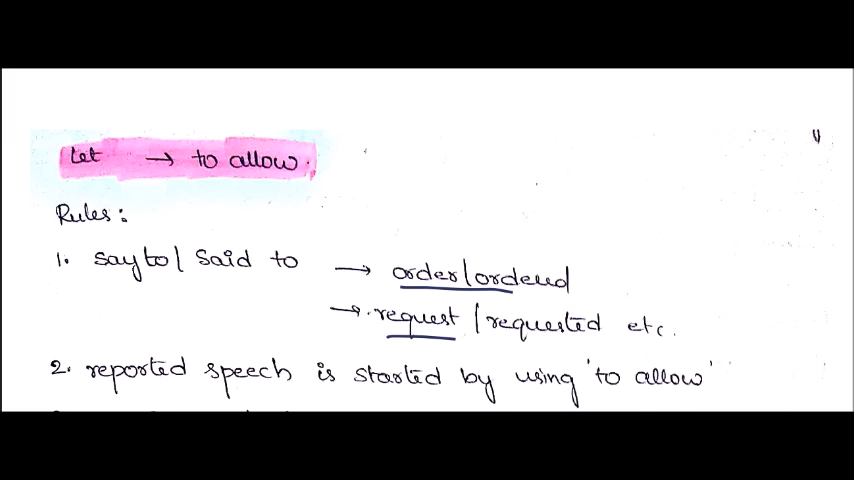 Let → to allow.
Rules:
1. say to/ said to → order/ordered
→ request / requested etc.
2. reported speech is started by using 'to allow'